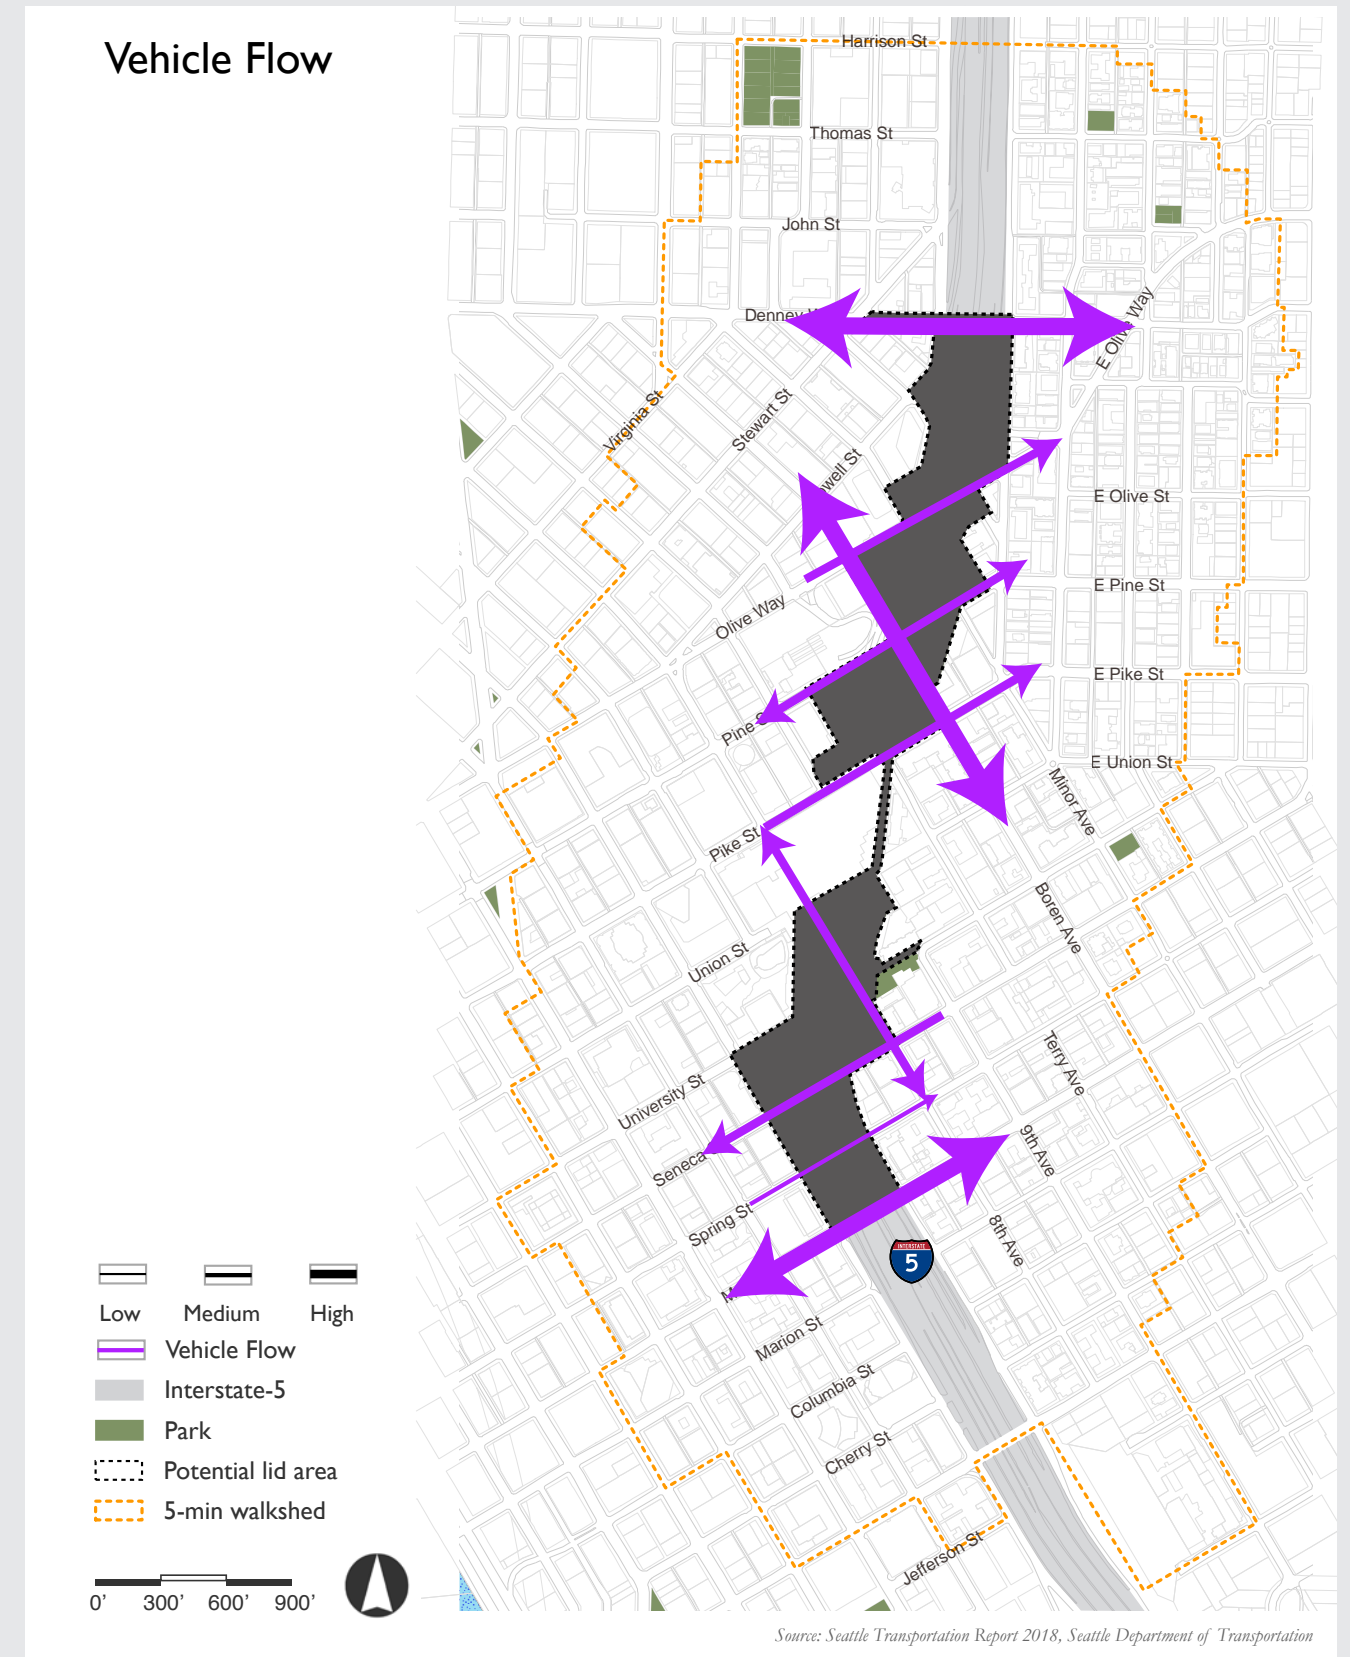 Vehicle Flow
Harrison St
Thomas St
John St
Denney
E Olive Way
Virginia St
Stewart St
E Olive St
Olive Way
E Pine St
Pine
E Pike St
E Union St
Minor Ave
Pike St
Boren Ave
Union St
Terry Ave
University St
9th Ave
Seneca
Spring St
8th Ave
INTERSTATE
5
Marion St
Columbia St
Cherry St
Jefferson St
Low Medium High
Vehicle Flow
Interstate-5
Park
Potential lid area
5-min walkshed
0' 300' 600' 900'
Source: Seattle Transportation Report 2018, Seattle Department of Transportation